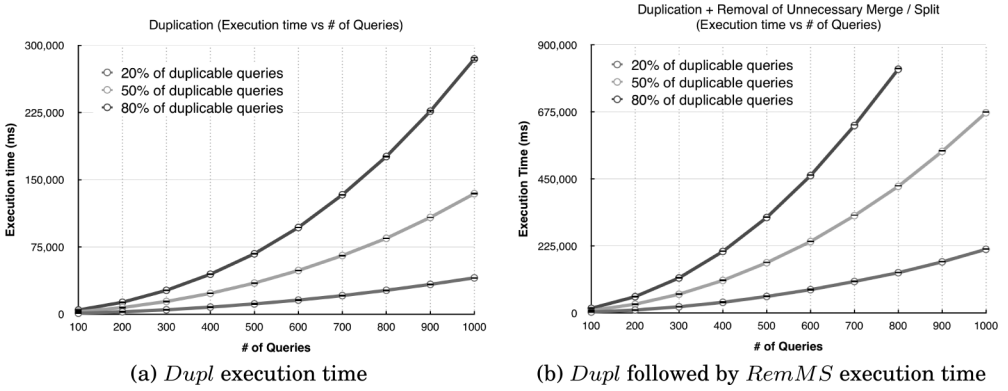 Duplication (Execution time vs # of Queries)
300,000
225,000
150,000
75,000
0
Execution time (ms)
20% of duplicable queries
50% of duplicable queries
80% of duplicable queries
100 200 300 400 500 600 700 800 900 1000
# of Queries
(a) Dupl execution time
Duplication + Removal of Unnecessary Merge / Split
(Execution time vs # of Queries)
900,000
675,000
450,000
225,000
0
Execution Time (ms)
20% of duplicable queries
50% of duplicable queries
80% of duplicable queries
100 200 300 400 500 600 700 800 900 1000
# of Queries
(b) Dupl followed by RemMS execution time